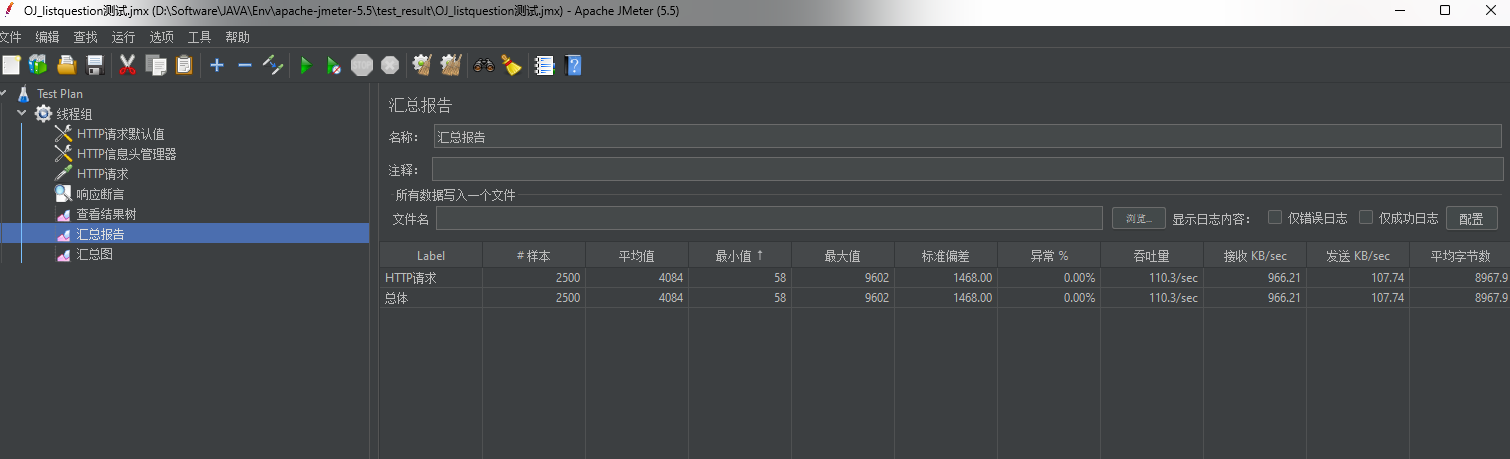 OJ_listquestion测试.jmx (D:\Software\JAVA\Env\apache-jmeter-5.5\test_result\OJ_listquestion测试.jmx) - Apache JMeter (5.5)
文件 编辑 查找 运行 选项 工具 帮助
STOP
Test Plan
线程组
HTTP请求默认值
HTTP信息头管理器
HTTP请求
响应断言
查看结果树
汇总报告
汇总图
汇总报告
名称： 汇总报告
注释：
所有数据写入一个文件
文件名 浏览... 显示日志内容： 仅错误日志 仅成功日志 配置
Label # 样本 平均值 最小值 ↑ 最大值 标准偏差 异常 % 吞吐量 接收 KB/sec 发送 KB/sec 平均字节数
HTTP请求 2500 4084 58 9602 1468.00 0.00% 110.3/sec 966.21 107.74 8967.9
总体 2500 4084 58 9602 1468.00 0.00% 110.3/sec 966.21 107.74 8967.9